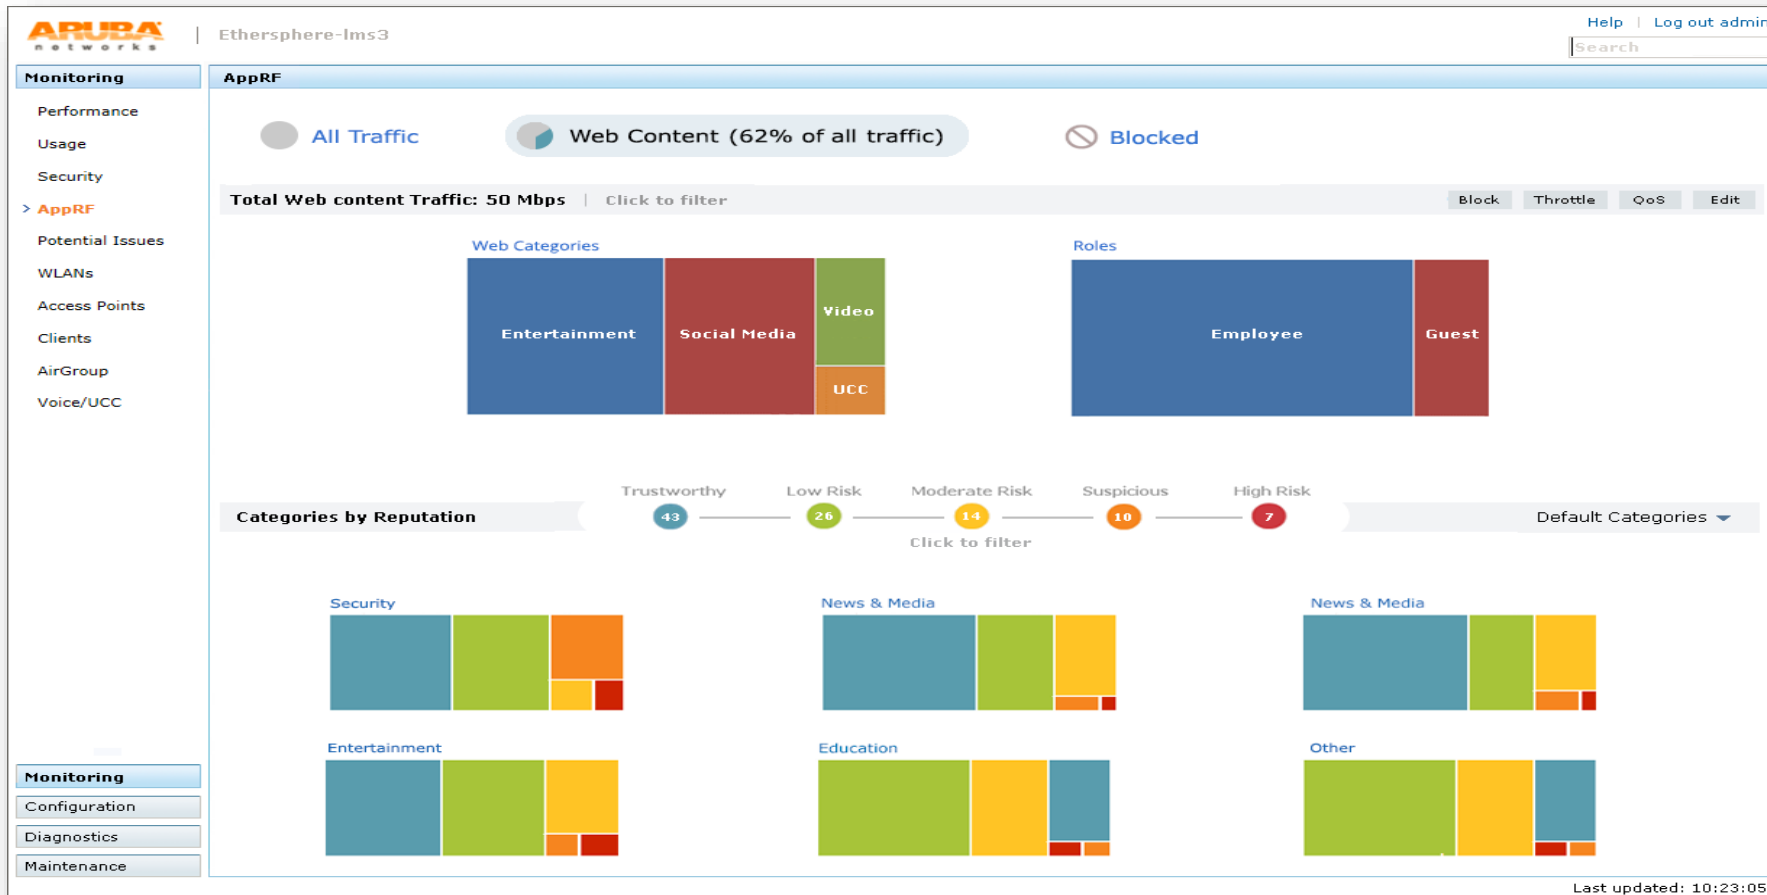 ARUBA
networks
Ethersphere-lms3
Help | Log out admin
Search
Monitoring
AppRF
Performance
Usage
Security
> AppRF
Potential Issues
WLANs
Access Points
Clients
AirGroup
Voice/UCC
All Traffic
Web Content (62% of all traffic)
Blocked
Total Web content Traffic: 50 Mbps | Click to filter
Block
Throttle
QoS
Edit
Web Categories
Entertainment
Social Media
Video
UCC
Roles
Employee
Guest
Categories by Reputation
Trustworthy
Low Risk
Moderate Risk
Suspicious
High Risk
43
26
14
10
7
Click to filter
Default Categories
Security
News & Media
News & Media
Entertainment
Education
Other
Monitoring
Configuration
Diagnostics
Maintenance
Last updated: 10:23:05